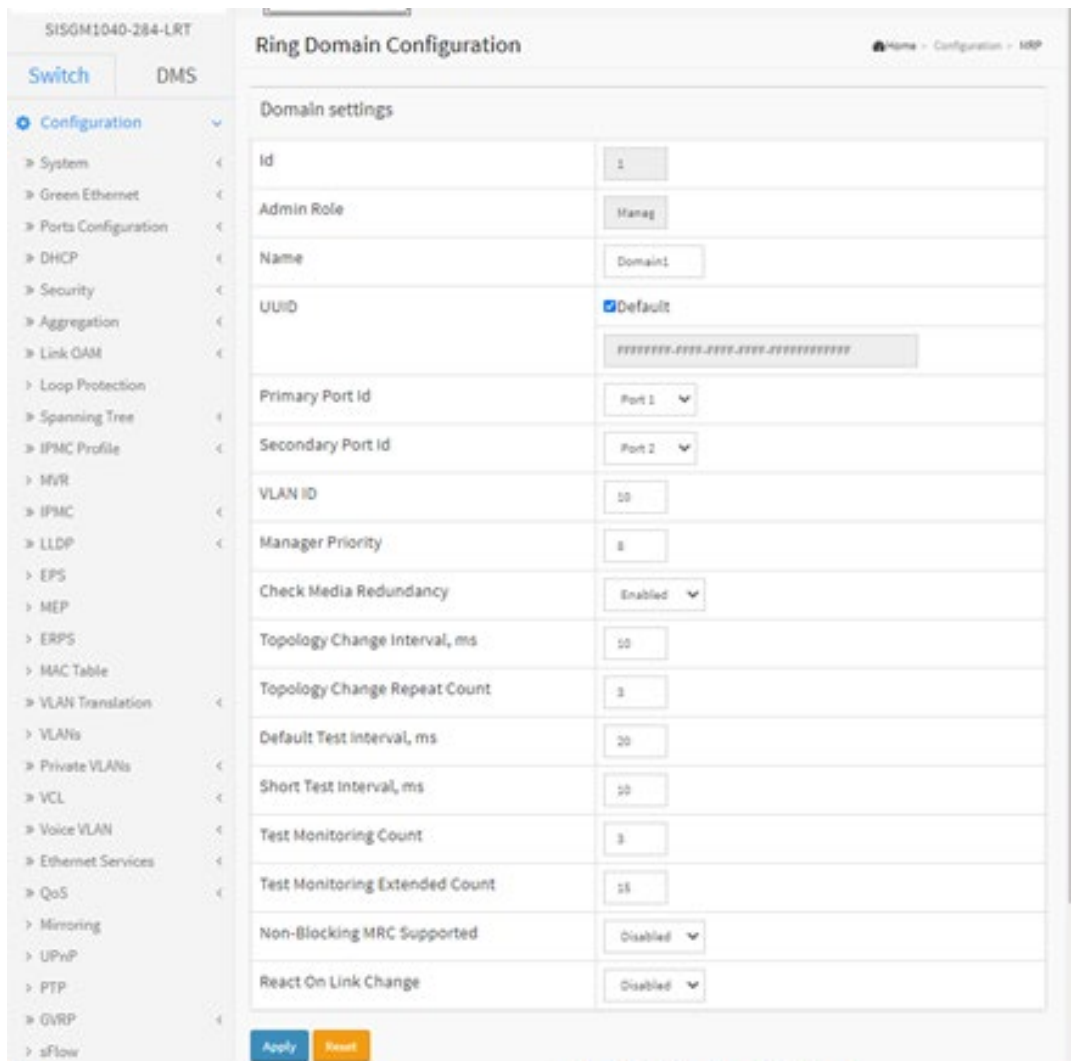 SISGM1040-284-LRT
Switch DMS
Configuration
» System
» Green Ethernet
» Ports Configuration
» DHCP
» Security
» Aggregation
» Link OAM
> Loop Protection
» Spanning Tree
» IPMC Profile
> MVR
» IPMC
» LLDP
> EPS
> MEP
> ERPS
> MAC Table
» VLAN Translation
> VLANs
» Private VLANs
» VCL
» Voice VLAN
» Ethernet Services
» QoS
> Mirroring
> UPnP
> PTP
» GVRP
> sFlow
Ring Domain Configuration
Home > Configuration > MRP
Domain settings
Id 1
Admin Role Manag
Name Domain1
UUID Default
FFFFFFFF-FFFF-FFFF-FFFF-FFFFFFFFFFFF
Primary Port Id Port 1
Secondary Port Id Port 2
VLAN ID 10
Manager Priority
Check Media Redundancy Enabled
Topology Change Interval, ms 10
Topology Change Repeat Count 3
Default Test Interval, ms 20
Short Test Interval, ms 10
Test Monitoring Count 3
Test Monitoring Extended Count 15
Non-Blocking MRC Supported Disabled
React On Link Change Disabled
Apply Reset